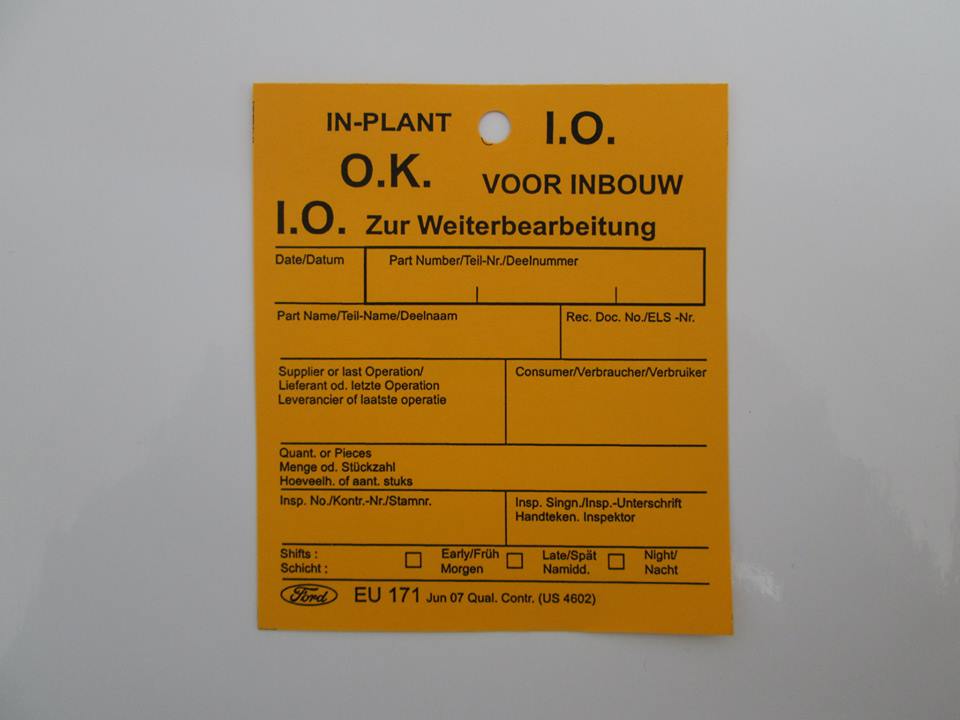 IN-PLANT I.O.
O.K. VOOR INBOUW
I.O. Zur Weiterbearbeitung
Date/Datum Part Number/Teil-Nr./Deelnummer
Part Name/Teil-Name/Deelnaam Rec. Doc. No./ELS -Nr.
Supplier or last Operation/ Consumer/Verbraucher/Verbruiker
Lieferant od. letzte Operation
Leverancier of laatste operatie
Quant. or Pieces
Menge od. Stückzahl
Hoeveelh. of aant. stuks
Insp. No./Kontr.-Nr./Stamnr. Insp. Singn./Insp.-Unterschrift
Handteken. Inspektor
Shifts : Early/Früh Late/Spät Night/
Schicht : Morgen Namidd. Nacht
Ford EU 171 Jun 07 Qual. Contr. (US 4602)